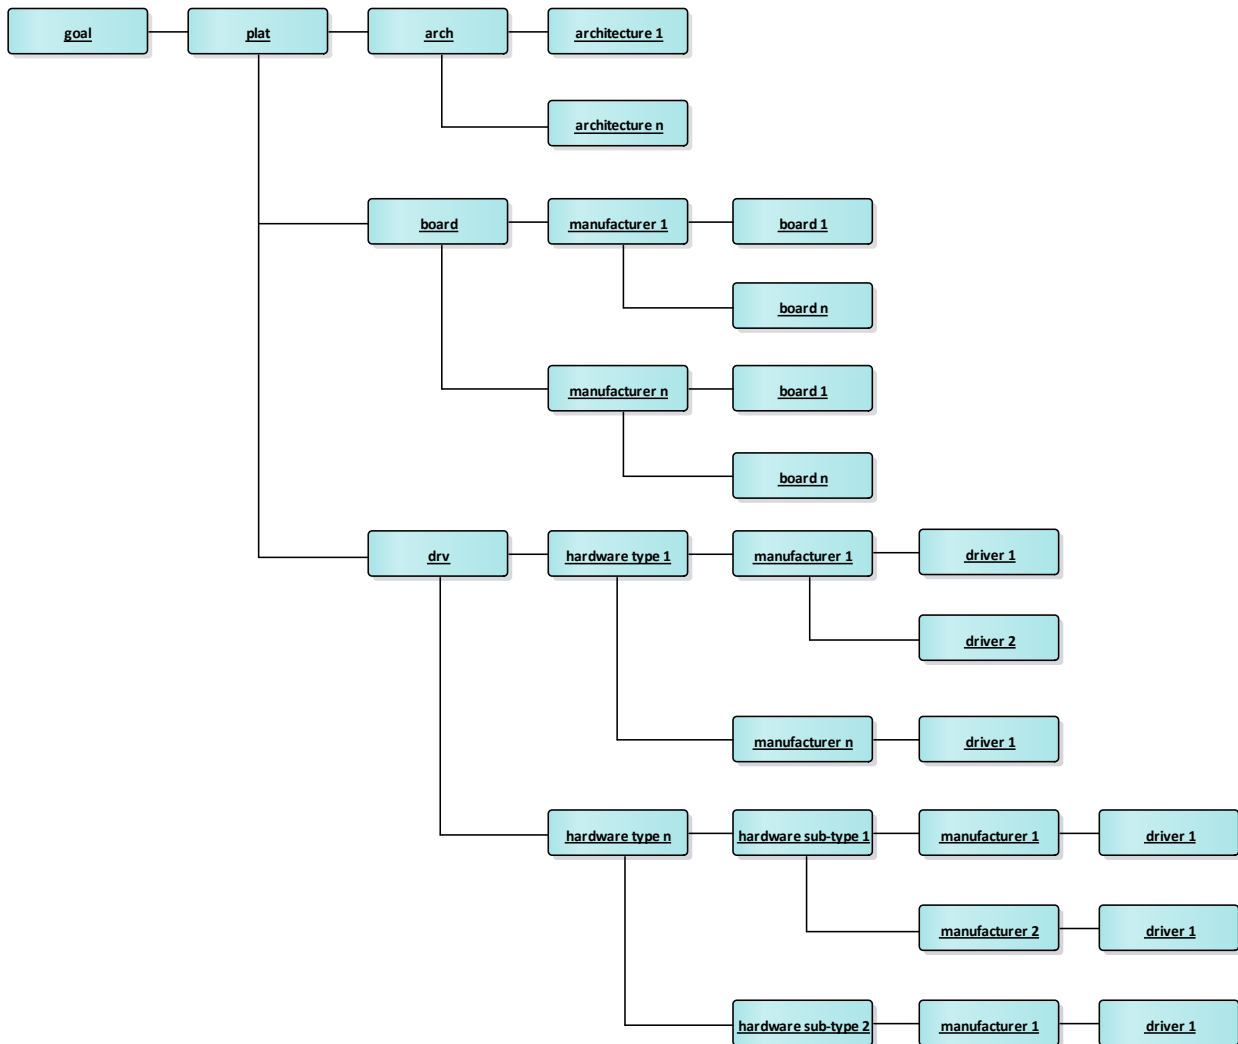 goal
plat
arch
architecture 1
architecture n
board
manufacturer 1
board 1
board n
manufacturer n
board 1
board n
drv
hardware type 1
manufacturer 1
driver 1
driver 2
manufacturer n
driver 1
hardware type n
hardware sub-type 1
manufacturer 1
driver 1
manufacturer 2
driver 1
hardware sub-type 2
manufacturer 1
driver 1